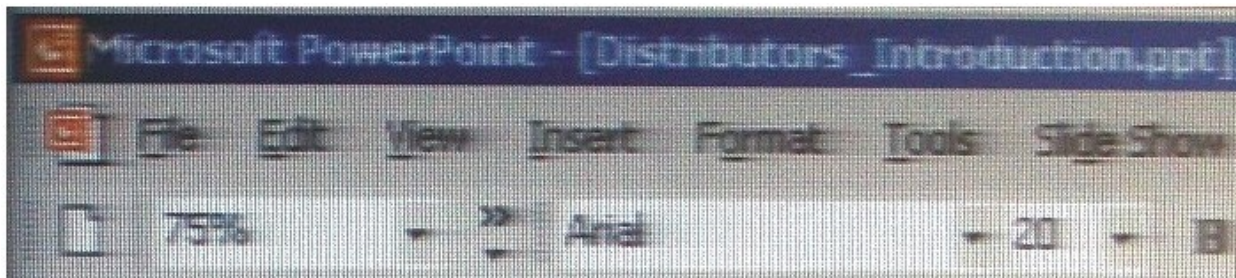 Microsoft PowerPoint - [Distributors_Introduction.ppt]
File Edit View Insert Format Tools Slide Show
75% » Arial 20 B